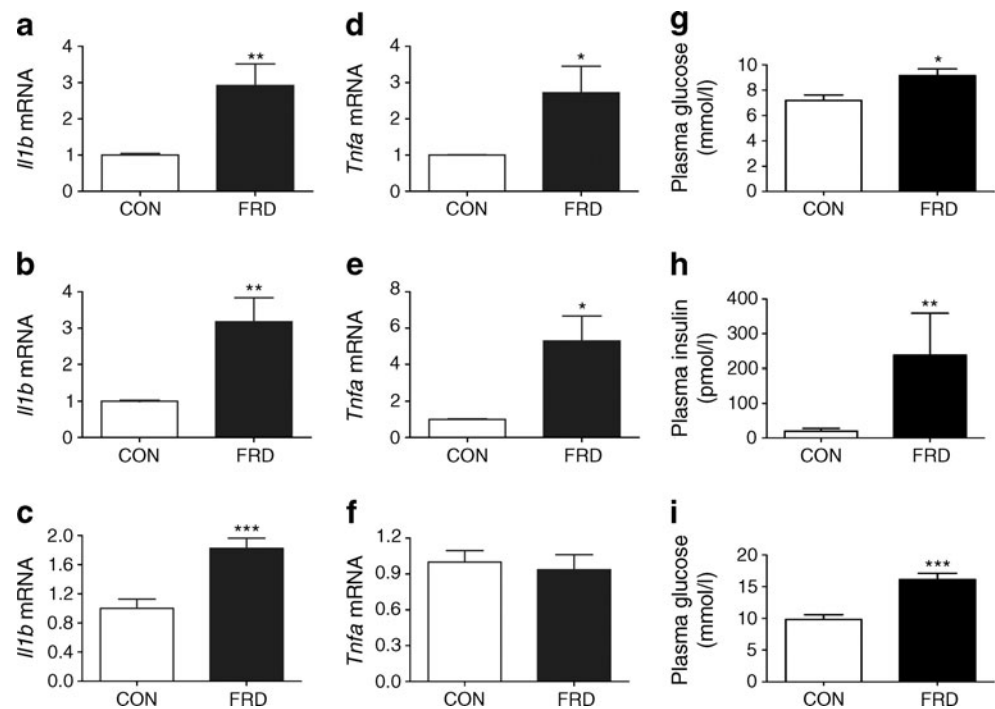 a
Il1b mRNA
4
3
2
1
0
**
CON FRD
d
Tnfa mRNA
4
3
2
1
0
*
CON FRD
g
Plasma glucose
(mmol/l)
10
8
6
4
2
0
*
CON FRD
b
Il1b mRNA
4
3
2
1
0
**
CON FRD
e
Tnfa mRNA
8
6
4
2
0
*
CON FRD
h
Plasma insulin
(pmol/l)
400
300
200
100
0
**
CON FRD
c
Il1b mRNA
2.0
1.6
1.2
0.8
0.4
0.0
***
CON FRD
f
Tnfa mRNA
1.2
0.9
0.6
0.3
0.0
CON FRD
i
Plasma glucose
(mmol/l)
20
15
10
5
0
***
CON FRD